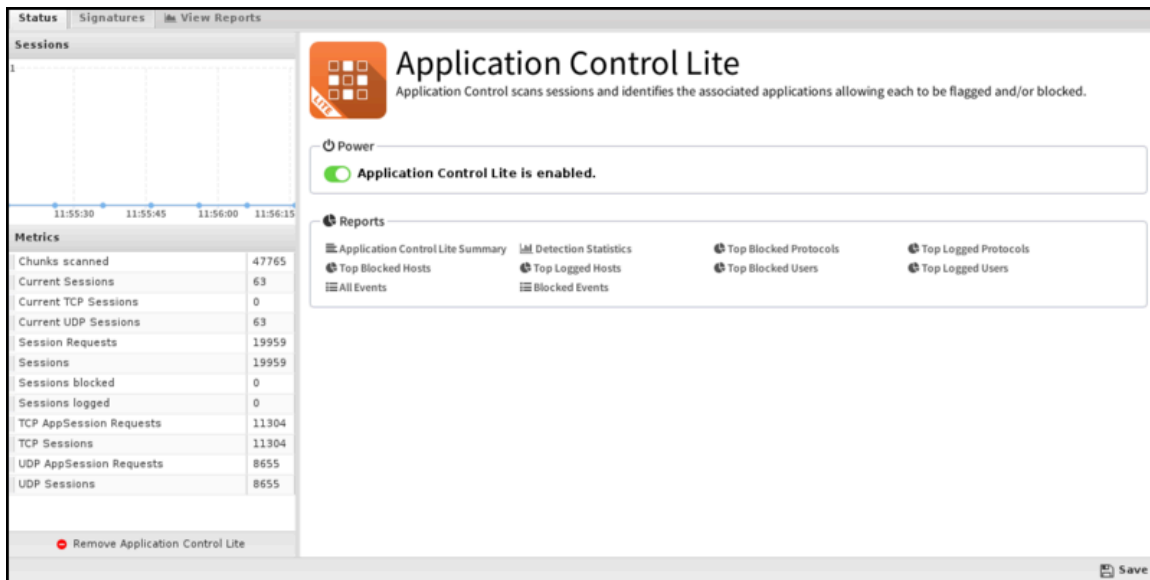 Status Signatures View Reports
Sessions
1
11:55:30 11:55:45 11:56:00 11:56:15
Metrics
Chunks scanned 47765
Current Sessions 63
Current TCP Sessions 0
Current UDP Sessions 63
Session Requests 19959
Sessions 19959
Sessions blocked 0
Sessions logged 0
TCP AppSession Requests 11304
TCP Sessions 11304
UDP AppSession Requests 8655
UDP Sessions 8655
Remove Application Control Lite
LITE
Application Control Lite
Application Control scans sessions and identifies the associated applications allowing each to be flagged and/or blocked.
Power
Application Control Lite is enabled.
Reports
Application Control Lite Summary Detection Statistics Top Blocked Protocols Top Logged Protocols
Top Blocked Hosts Top Logged Hosts Top Blocked Users Top Logged Users
All Events Blocked Events
Save